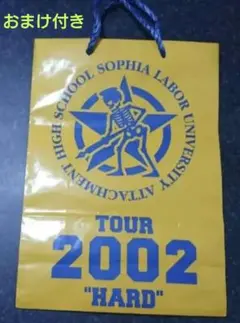 おまけ付き
HIGH SCHOOL SOPHIA LABOR UNIVERSITY ATTACHMENT
TOUR
2002
"HARD"